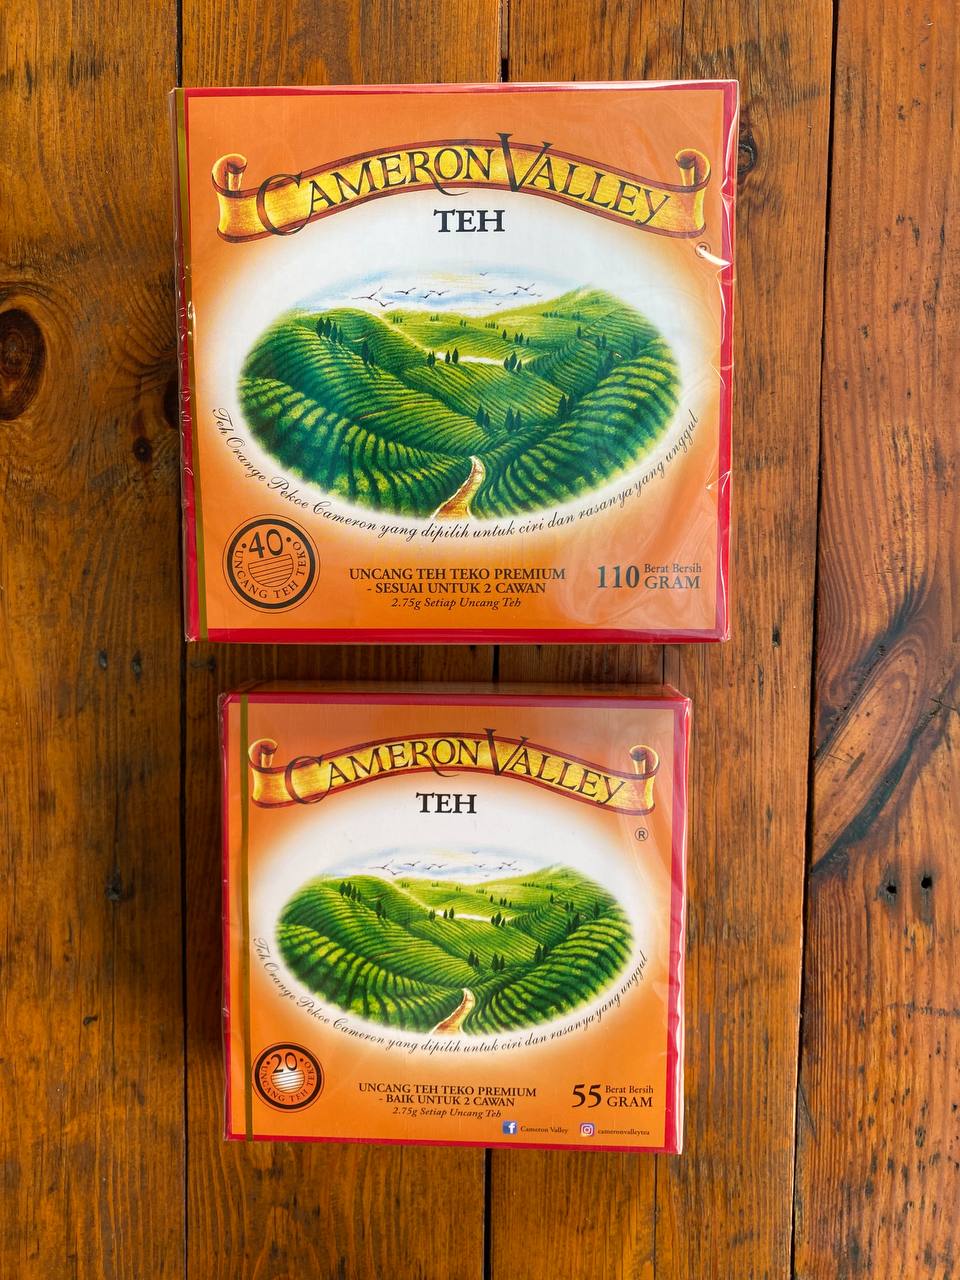 CAMERON VALLEY
TEH
®
Teh Orange Pekoe Cameron yang dipilih untuk ciri dan rasanya yang unggul
40
UNCANG TEH TEKO
UNCANG TEH TEKO PREMIUM
- SESUAI UNTUK 2 CAWAN
2.75g Setiap Uncang Teh
110 Berat Bersih
GRAM
CAMERON VALLEY
TEH
®
Teh Orange Pekoe Cameron yang dipilih untuk ciri dan rasanya yang unggul
20
UNCANG TEH TEKO
UNCANG TEH TEKO PREMIUM
- BAIK UNTUK 2 CAWAN
2.75g Setiap Uncang Teh
55 Berat Bersih
GRAM
Cameron Valley
cameronvalleytea